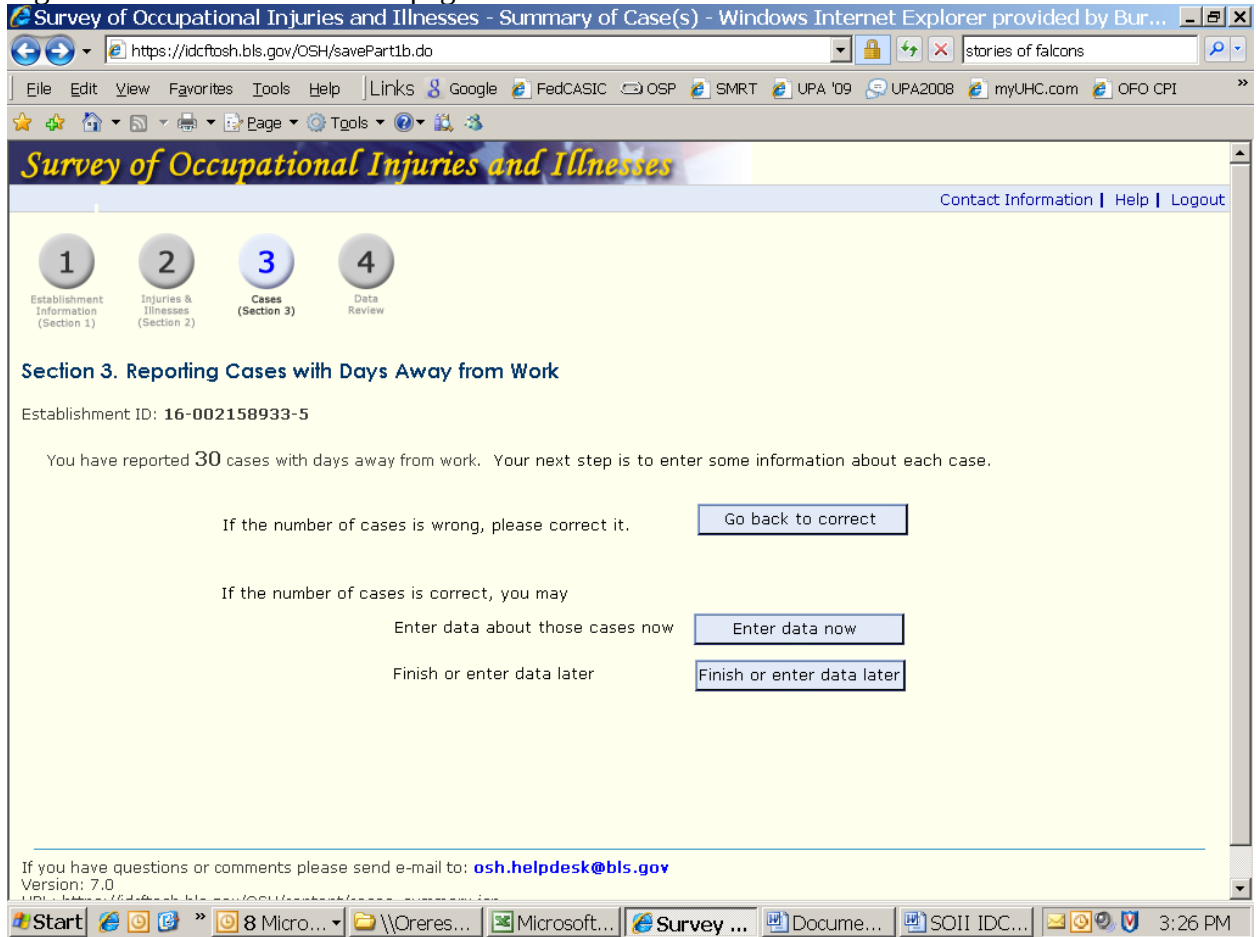 Survey of Occupational Injuries and Illnesses - Summary of Case(s) - Windows Internet Explorer provided by Bur...
https://idcftosh.bls.gov/OSH/savePart1b.do stories of falcons
File Edit View Favorites Tools Help Links Google FedCASIC OSP SMRT UPA '09 UPA2008 myUHC.com OFO CPI »
Page Tools
Survey of Occupational Injuries and Illnesses
Contact Information | Help | Logout
1 2 3 4
Establishment Information (Section 1) Injuries & Illnesses (Section 2) Cases (Section 3) Data Review
Section 3. Reporting Cases with Days Away from Work
Establishment ID: 16-002158933-5
You have reported 30 cases with days away from work. Your next step is to enter some information about each case.
If the number of cases is wrong, please correct it. Go back to correct
If the number of cases is correct, you may
Enter data about those cases now Enter data now
Finish or enter data later Finish or enter data later
If you have questions or comments please send e-mail to: osh.helpdesk@bls.gov
Version: 7.0
Start » 8 Micro... \\Oreres... Microsoft... Survey ... Docume... SOII IDC... 3:26 PM